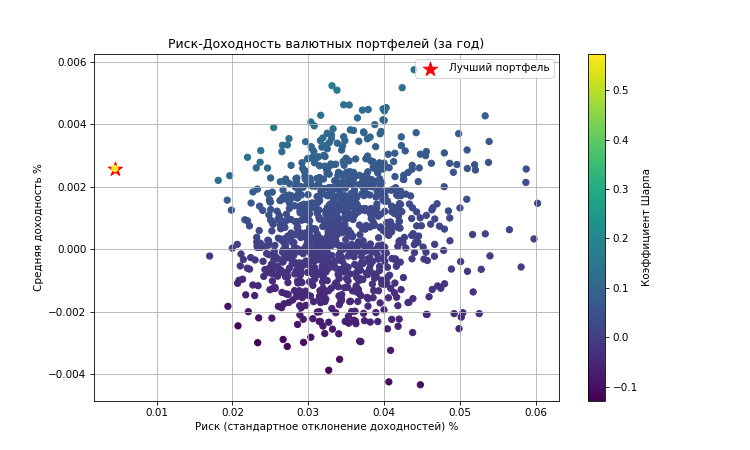 Риск-Доходность валютных портфелей (за год)
Лучший портфель
0.006
0.004
0.002
0.000
−0.002
−0.004
Средняя доходность %
0.01 0.02 0.03 0.04 0.05 0.06
Риск (стандартное отклонение доходностей) %
0.5
0.4
0.3
0.2
0.1
0.0
−0.1
Коэффициент Шарпа